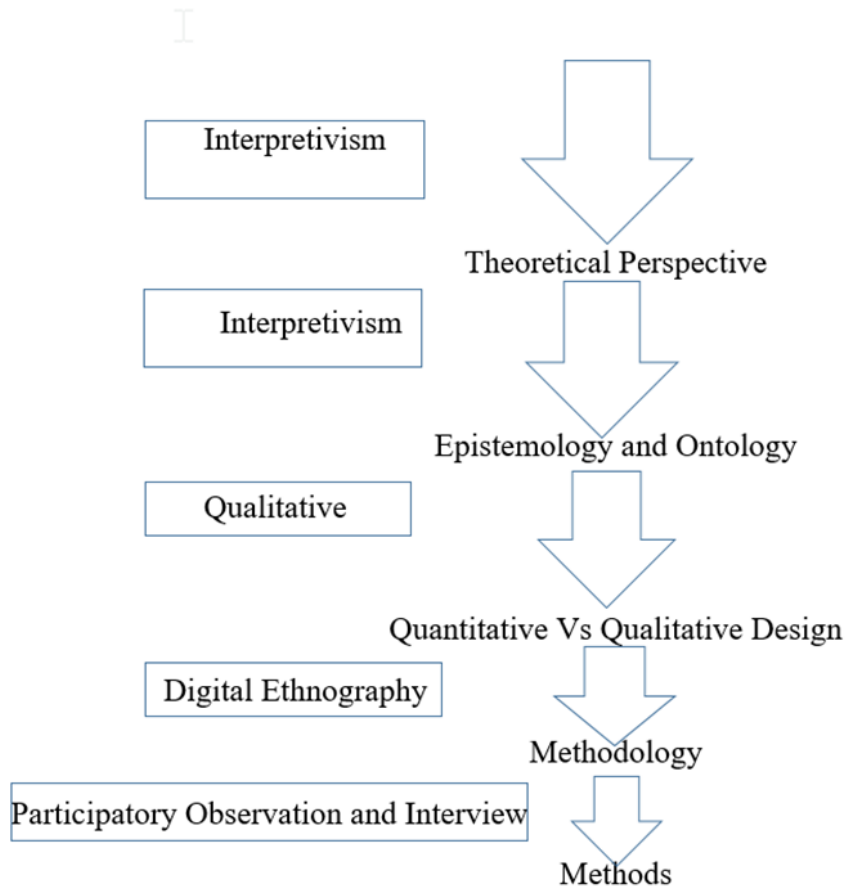 Interpretivism
Theoretical Perspective
Interpretivism
Epistemology and Ontology
Qualitative
Quantitative Vs Qualitative Design
Digital Ethnography
Methodology
Participatory Observation and Interview
Methods